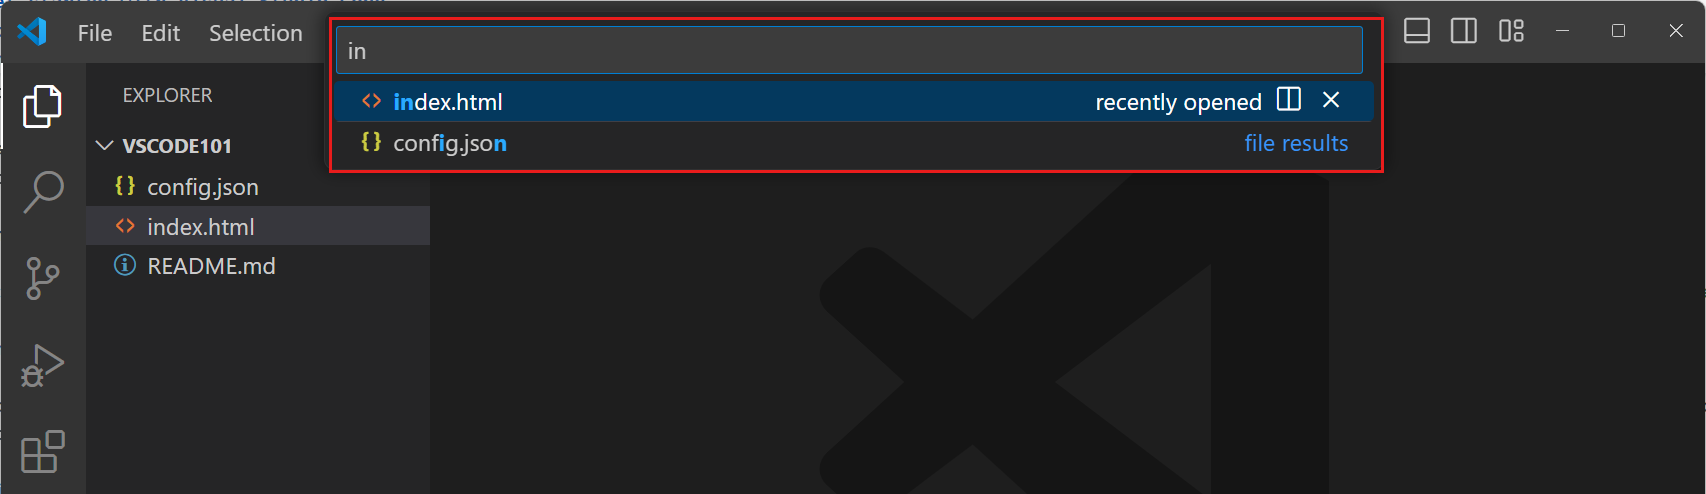 File Edit Selection
in
index.html recently opened
config.json file results
EXPLORER
VSCODE101
config.json
index.html
README.md